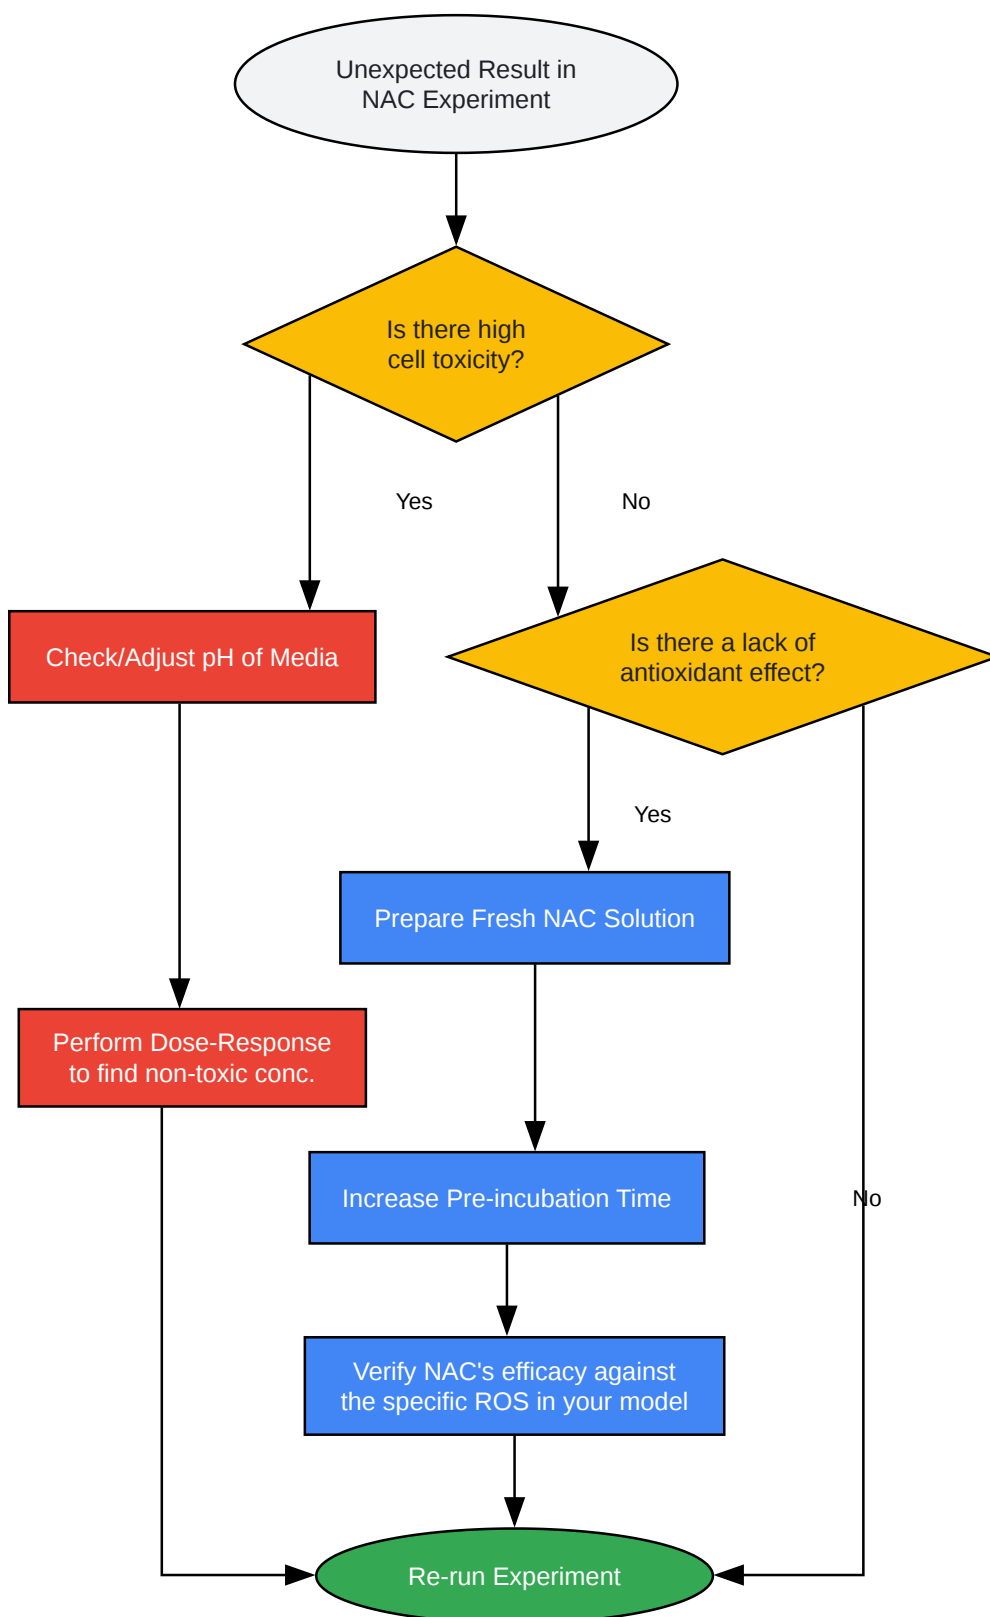 Unexpected Result in
NAC Experiment
Is there high
cell toxicity?
Yes
No
Check/Adjust pH of Media
Is there a lack of
antioxidant effect?
Yes
Prepare Fresh NAC Solution
Perform Dose-Response
to find non-toxic conc.
Increase Pre-incubation Time
No
Verify NAC's efficacy against
the specific ROS in your model
Re-run Experiment